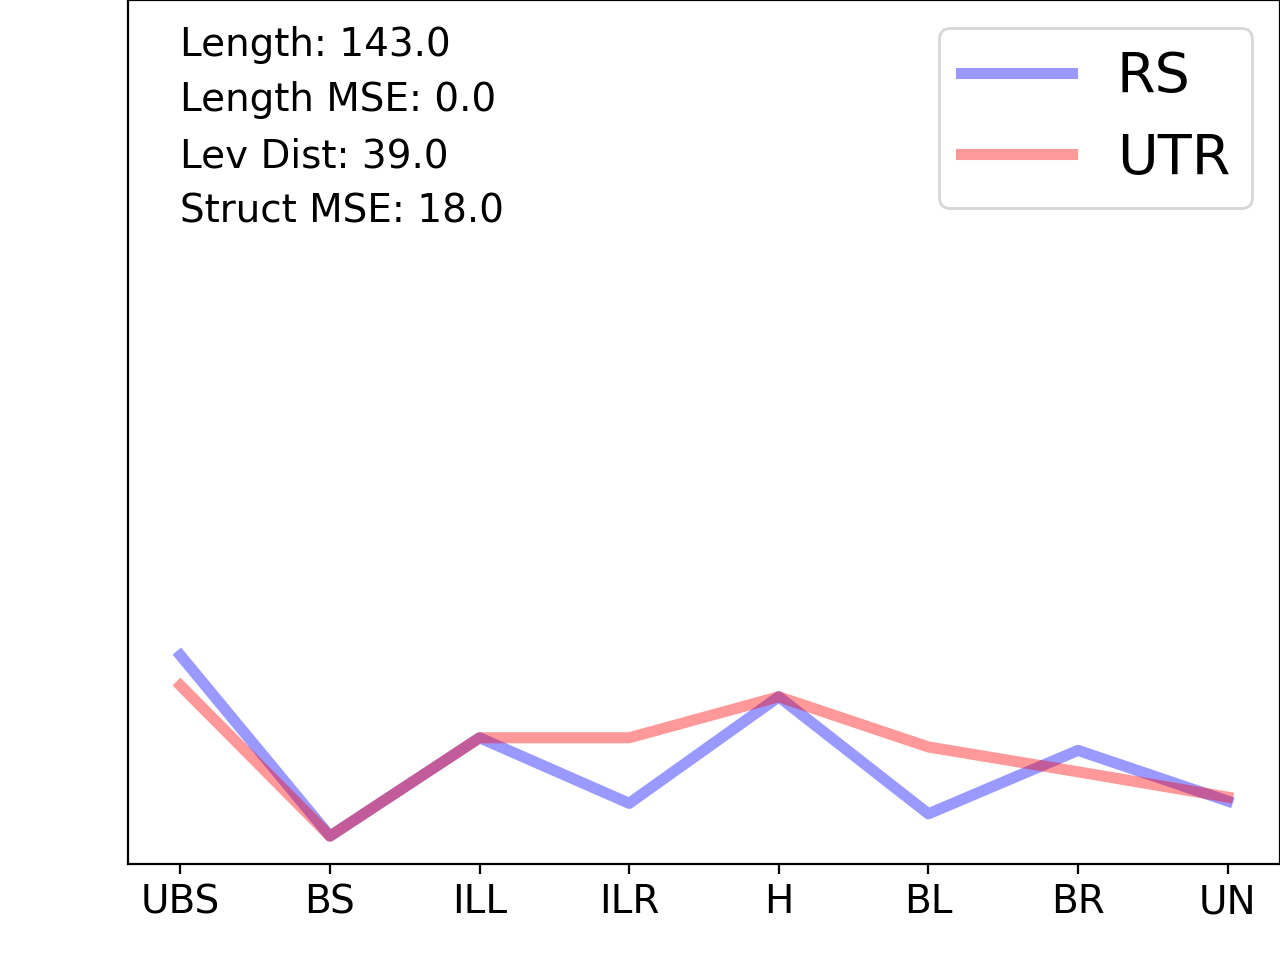 Length: 143.0
Length MSE: 0.0
Lev Dist: 39.0
Struct MSE: 18.0
RS
UTR
UBS BS ILL ILR H BL BR UN